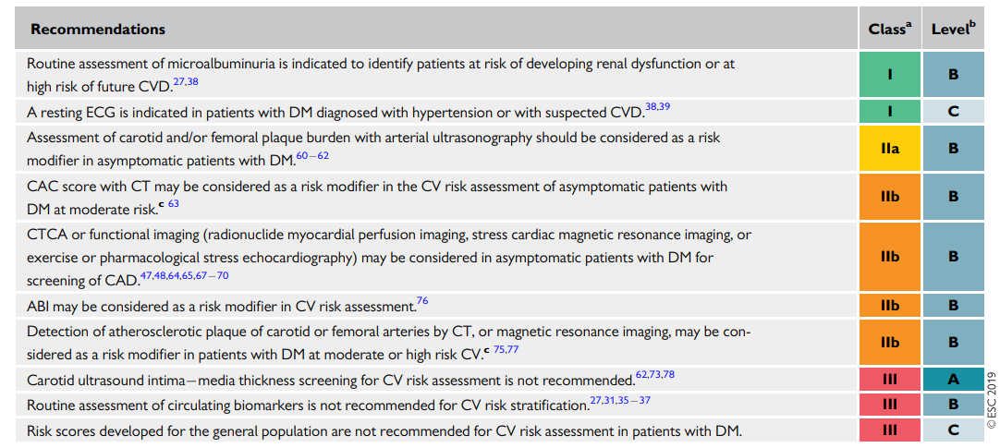 Recommendations Classᵃ Levelᵇ
Routine assessment of microalbuminuria is indicated to identify patients at risk of developing renal dysfunction or at
high risk of future CVD.27,38 I B
A resting ECG is indicated in patients with DM diagnosed with hypertension or with suspected CVD.38,39 I C
Assessment of carotid and/or femoral plaque burden with arterial ultrasonography should be considered as a risk
modifier in asymptomatic patients with DM.60−62 IIa B
CAC score with CT may be considered as a risk modifier in the CV risk assessment of asymptomatic patients with
DM at moderate risk.c 63 IIb B
CTCA or functional imaging (radionuclide myocardial perfusion imaging, stress cardiac magnetic resonance imaging, or
exercise or pharmacological stress echocardiography) may be considered in asymptomatic patients with DM for
screening of CAD.47,48,64,65,67−70 IIb B
ABI may be considered as a risk modifier in CV risk assessment.76 IIb B
Detection of atherosclerotic plaque of carotid or femoral arteries by CT, or magnetic resonance imaging, may be con-
sidered as a risk modifier in patients with DM at moderate or high risk CV.c 75,77 IIb B
Carotid ultrasound intima−media thickness screening for CV risk assessment is not recommended.62,73,78 III A
Routine assessment of circulating biomarkers is not recommended for CV risk stratification.27,31,35−37 III B
Risk scores developed for the general population are not recommended for CV risk assessment in patients with DM. III C
© ESC 2019